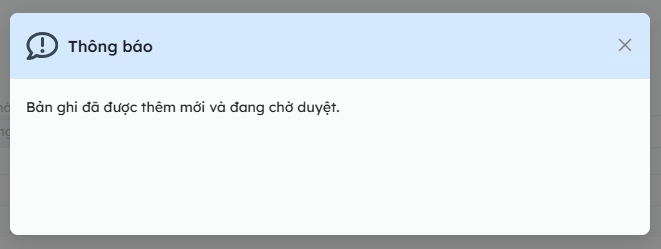 Thông báo
Bản ghi đã được thêm mới và đang chờ duyệt.